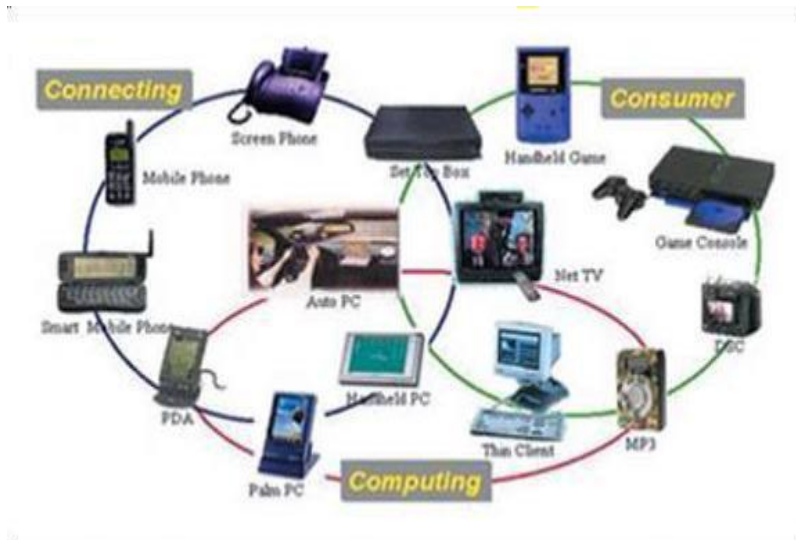 Connecting
Consumer
Screen Phone
Set Top Box
Handheld Game
Mobile Phone
Game Console
Net TV
Auto PC
Smart Mobile Phone
DSC
Handheld PC
PDA
Thin Client
MP3
Palm PC
Computing